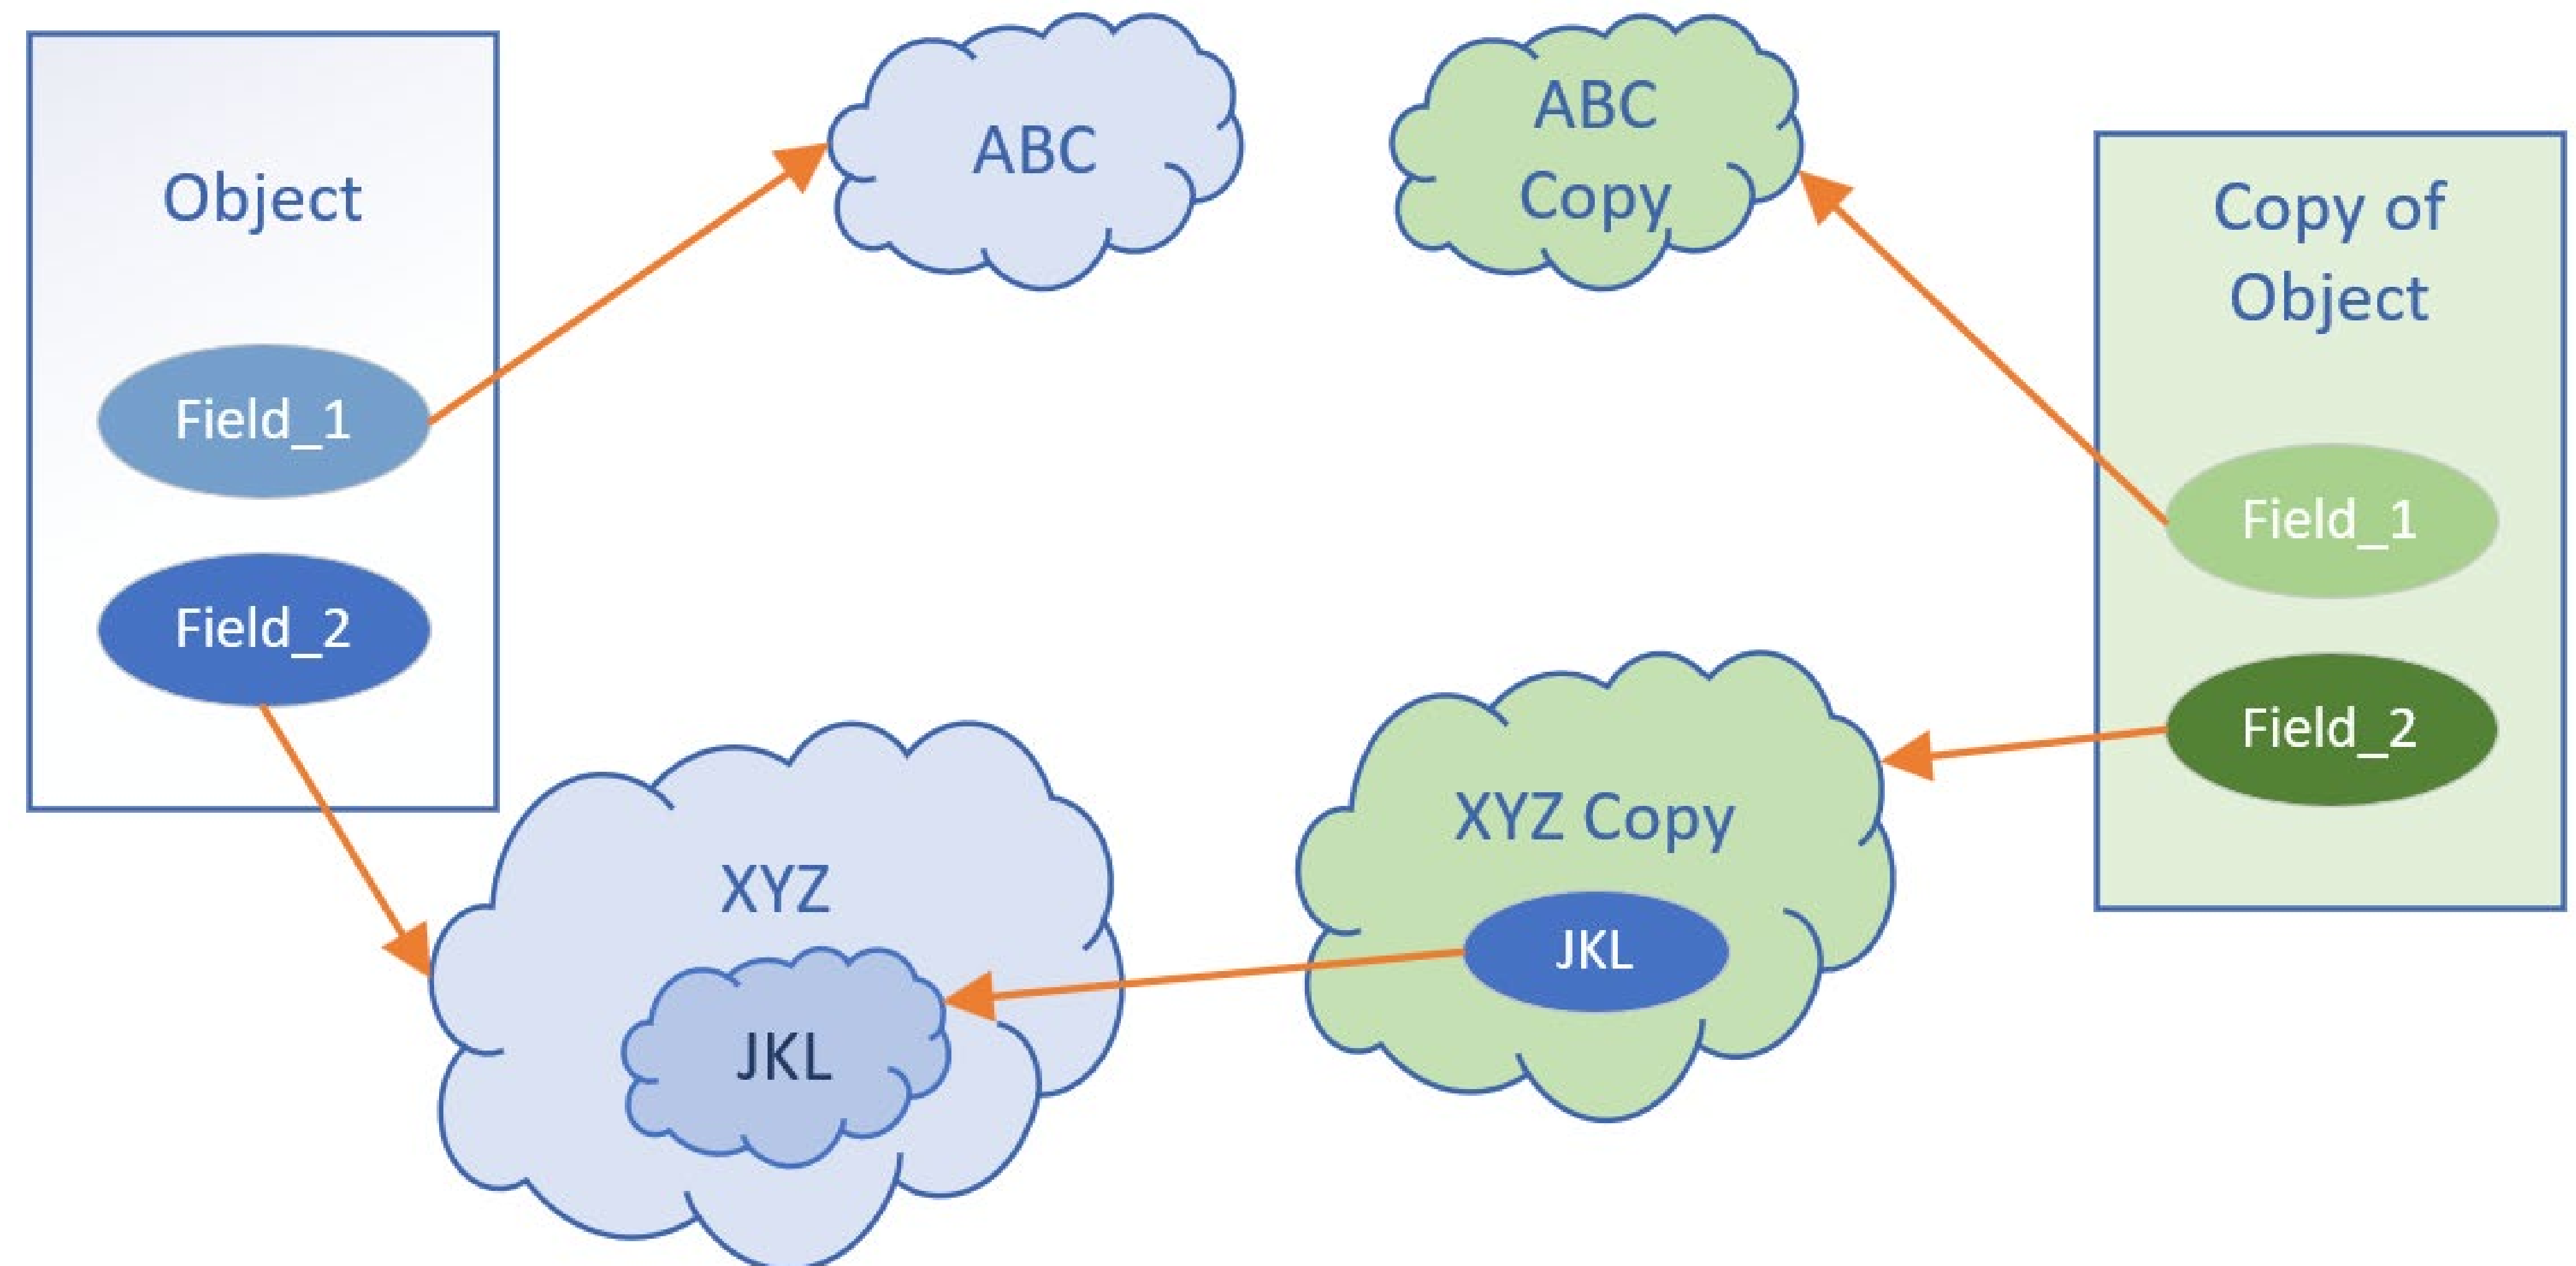 Object
Field_1
Field_2
ABC
ABC
Copy
Copy of
Object
Field_1
Field_2
XYZ
JKL
XYZ Copy
JKL